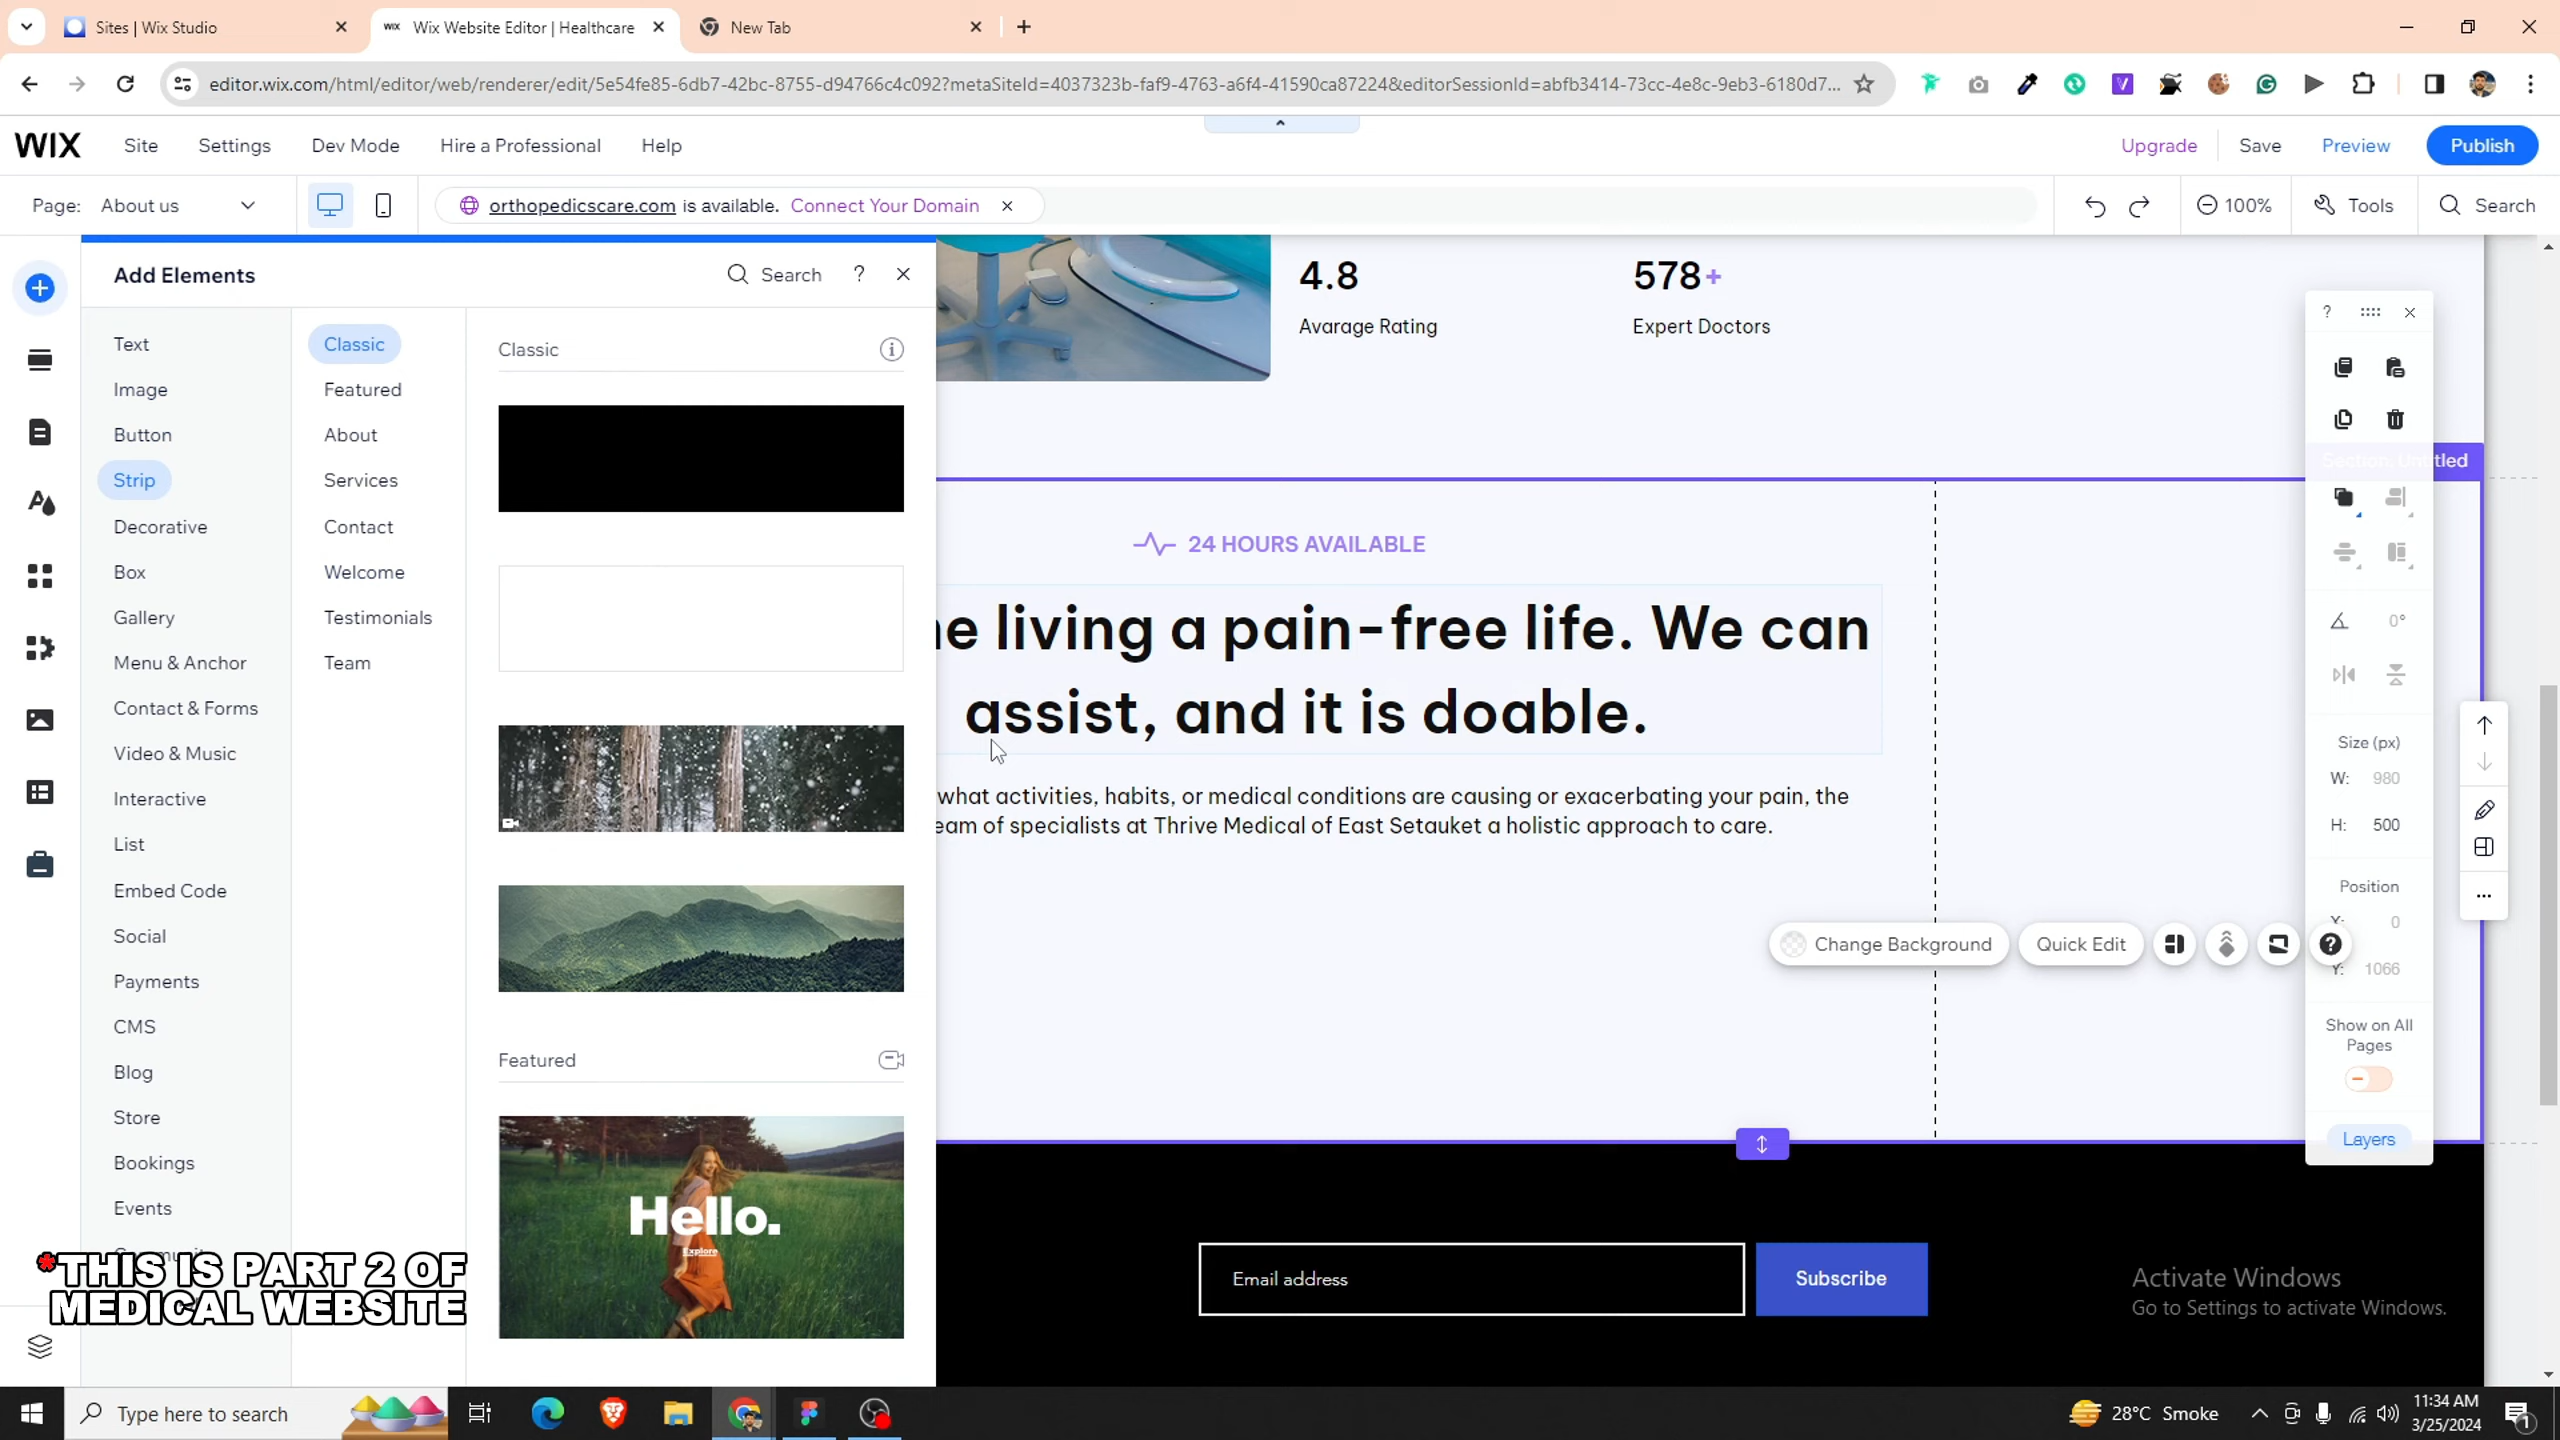 Sites | Wix Studio
WIX Wix Website Editor | Healthcare
New Tab
editor.wix.com/html/editor/web/renderer/edit/5e54fe85-6db7-42bc-8755-d94766c4c092?metaSiteId=4037323b-faf9-4763-a6f4-41590ca87224&editorSessionId=abfb3414-73cc-4e8c-9eb3-6180d7...
WIX Site Settings Dev Mode Hire a Professional Help Upgrade Save Preview Publish
Page: About us orthopedicscare.com is available. Connect Your Domain 100% Tools Search
Add Elements Search ?
Text
Image
Button
Strip
Decorative
Box
Gallery
Menu & Anchor
Contact & Forms
Video & Music
Interactive
List
Embed Code
Social
Payments
CMS
Blog
Store
Bookings
Events
Classic
Featured
About
Services
Contact
Welcome
Testimonials
Team
Classic
Featured
Hello.
Explore
4.8
Avarage Rating
578+
Expert Doctors
24 HOURS AVAILABLE
ne living a pain-free life. We can
assist, and it is doable.
what activities, habits, or medical conditions are causing or exacerbating your pain, the
eam of specialists at Thrive Medical of East Setauket a holistic approach to care.
Section: Untitled
?
0°
Size (px)
W: 980
H: 500
Position
X: 0
Y: 1066
Show on All
Pages
Layers
Change Background Quick Edit ?
Email address
Subscribe
Activate Windows
Go to Settings to activate Windows.
*THIS IS PART 2 OF
MEDICAL WEBSITE
Type here to search
28°C Smoke
11:34 AM
3/25/2024
1